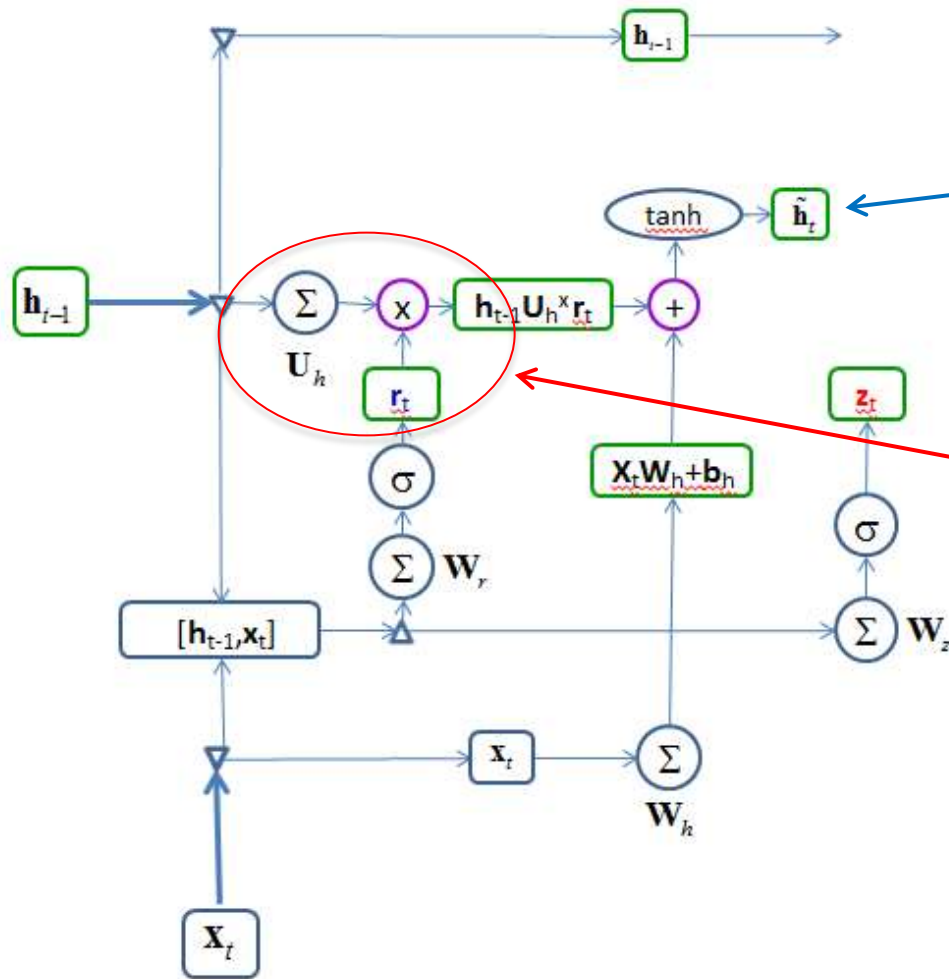 h_{t-1}
tanh
h̃_t
h_{t-1}
Σ
x
h_{t-1}U_h^x r_t
+
U_h
r_t
z_t
X_tW_h+b_h
σ
σ
Σ
W_r
[h_{t-1},x_t]
Σ
W_z
x_t
Σ
W_h
X_t